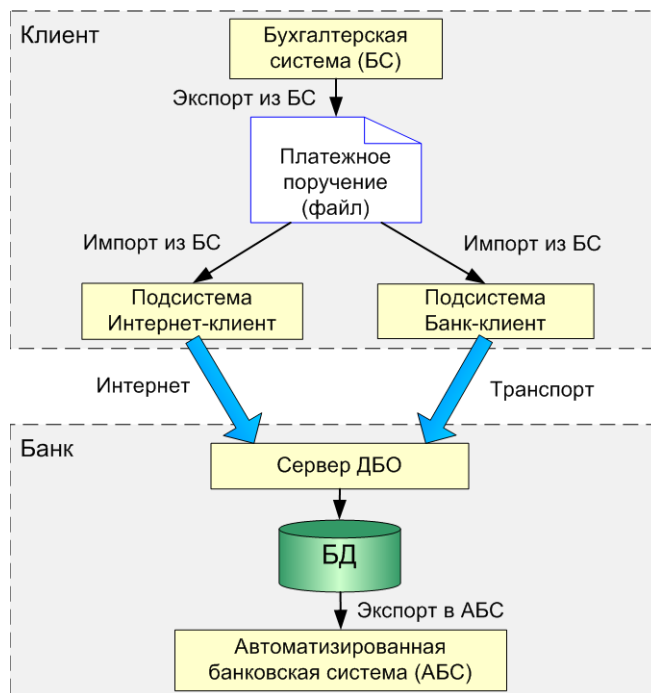 Клиент
Бухгалтерская
система (БС)
Экспорт из БС
Платежное
поручение
(файл)
Импорт из БС
Импорт из БС
Подсистема
Интернет-клиент
Подсистема
Банк-клиент
Интернет
Транспорт
Банк
Сервер ДБО
БД
Экспорт в АБС
Автоматизированная
банковская система (АБС)